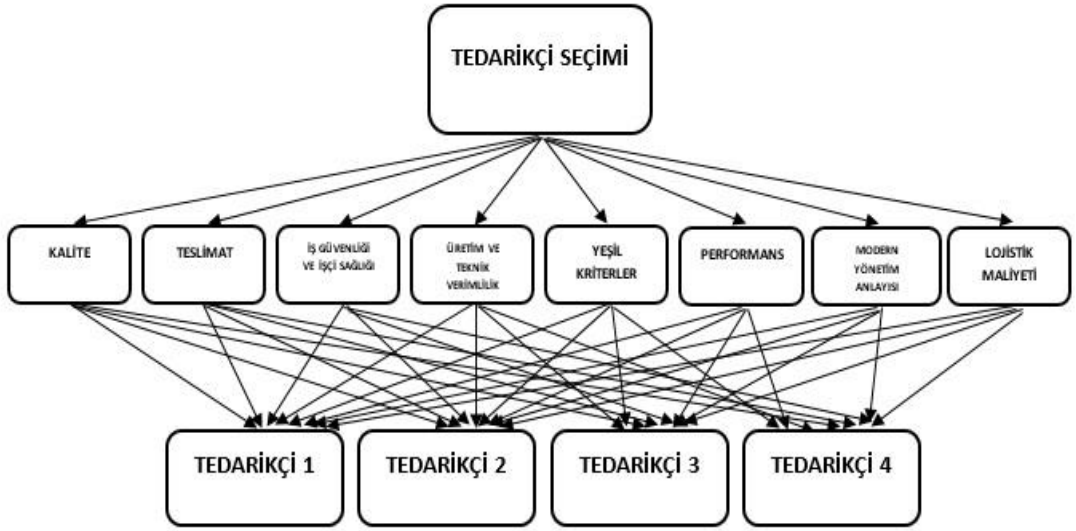 TEDARİKÇİ SEÇİMİ
KALİTE
TESLİMAT
İŞ GÜVENLİĞİ
VE İŞÇİ SAĞLIĞI
ÜRETİM VE
TEKNİK
VERİMLİLİK
YEŞİL
KRİTERLER
PERFORMANS
MODERN
YÖNETİM
ANLAYISI
LOJİSTİK
MALİYETİ
TEDARİKÇİ 1
TEDARİKÇİ 2
TEDARİKÇİ 3
TEDARİKÇİ 4